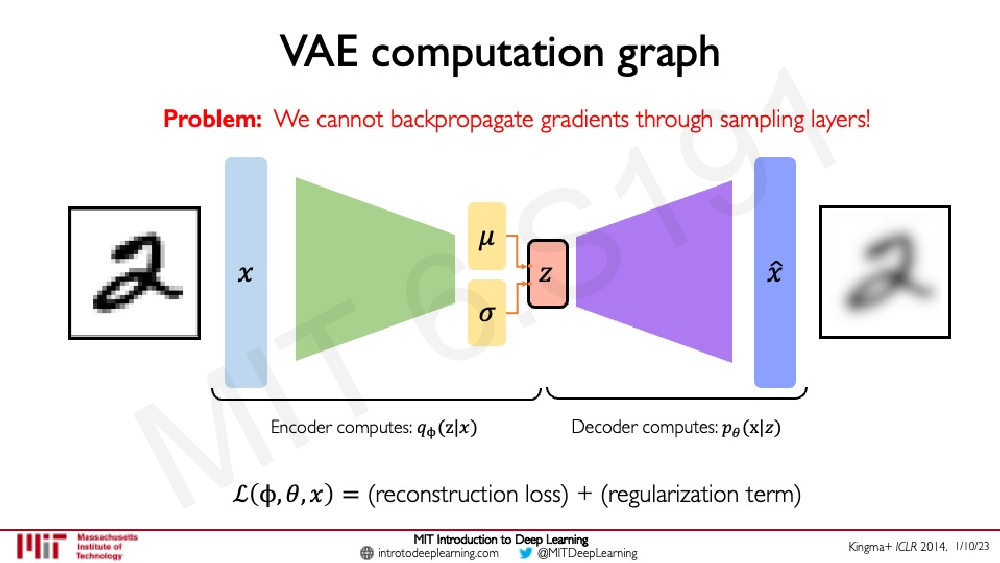 VAE computation graph
Problem: We cannot backpropagate gradients through sampling layers!
x
μ
σ
z
x̂
Encoder computes: qϕ(z|x)
Decoder computes: pθ(x|z)
ℒ(ϕ, θ, x) = (reconstruction loss) + (regularization term)
MIT 6.S191
Massachusetts
Institute of
Technology
MIT Introduction to Deep Learning
introtodeeplearning.com @MITDeepLearning
Kingma+ ICLR 2014. 1/10/23